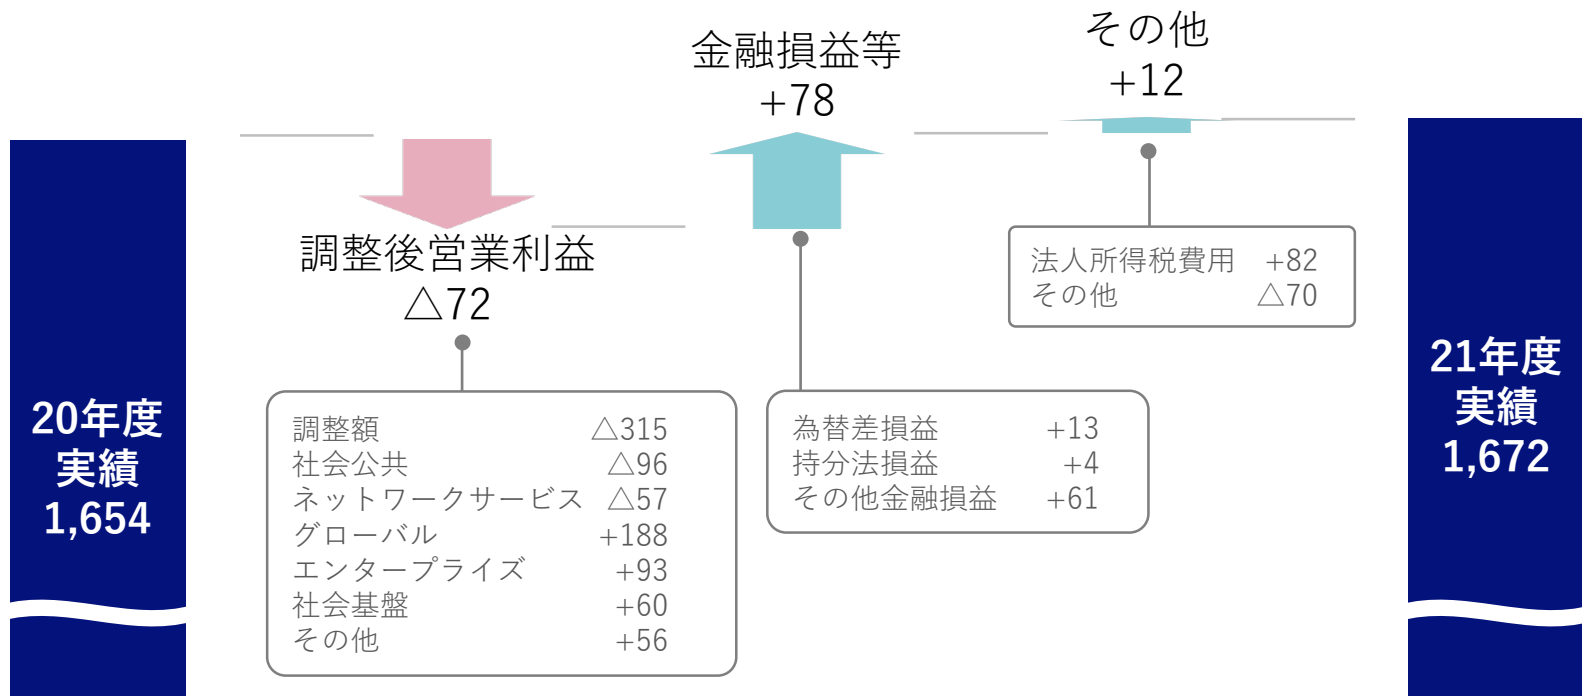 20年度
実績
1,654
調整後営業利益
△72
調整額 △315
社会公共 △96
ネットワークサービス △57
グローバル +188
エンタープライズ +93
社会基盤 +60
その他 +56
金融損益等
+78
為替差損益 +13
持分法損益 +4
その他金融損益 +61
その他
+12
法人所得税費用 +82
その他 △70
21年度
実績
1,672